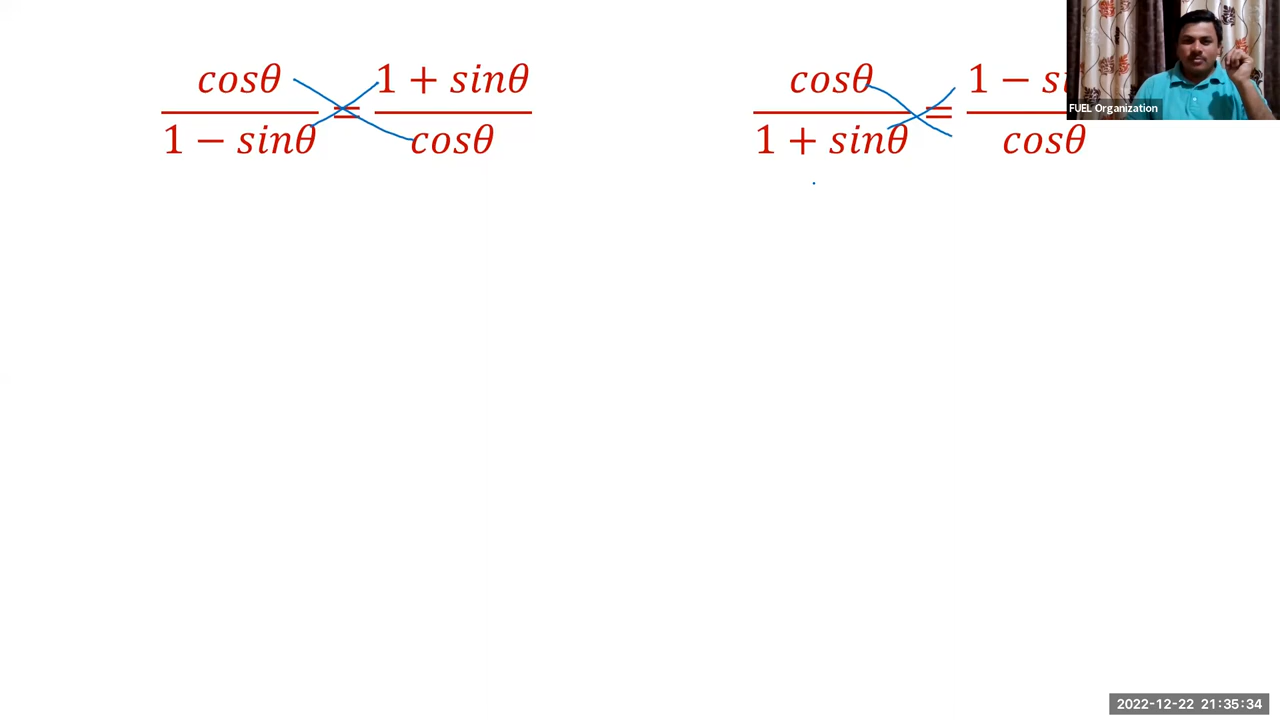 cosθ / 1 − sinθ = 1 + sinθ / cosθ
cosθ / 1 + sinθ = 1 − / cosθ
FUEL Organization
2022-12-22 21:35:34